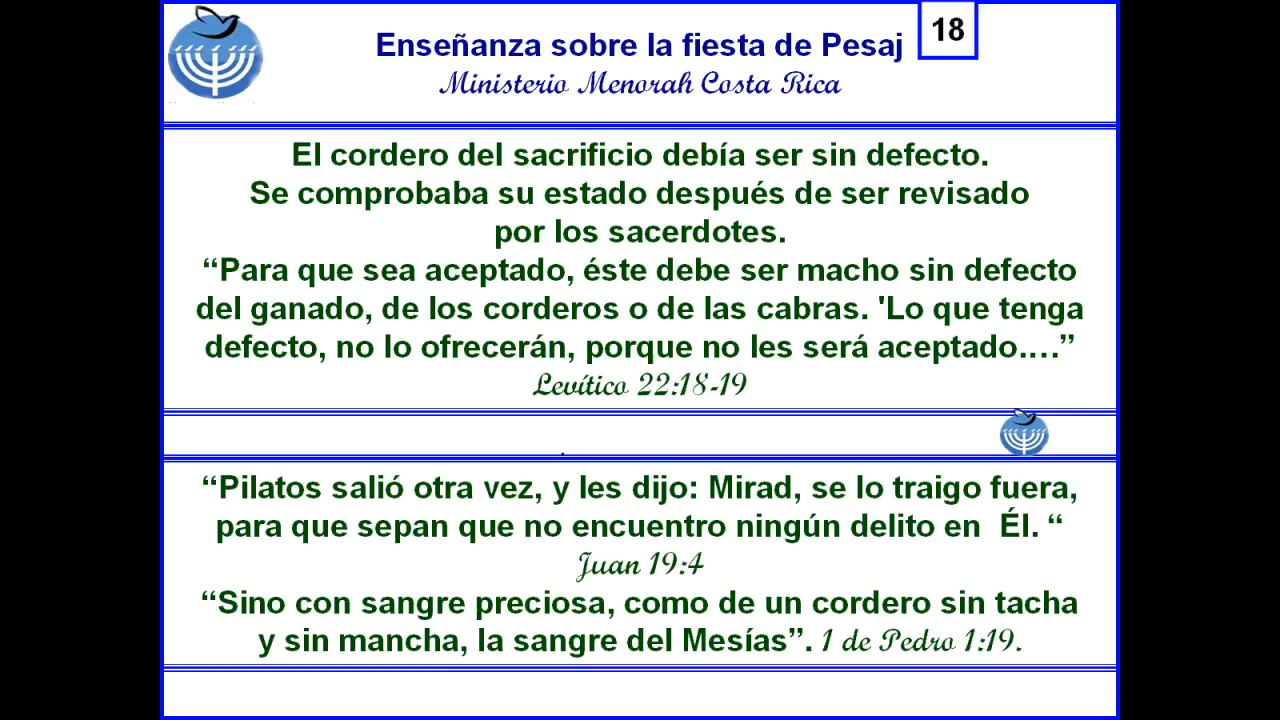 18
Enseñanza sobre la fiesta de Pesaj
Ministerio Menorah Costa Rica
El cordero del sacrificio debía ser sin defecto.
Se comprobaba su estado después de ser revisado
por los sacerdotes.
“Para que sea aceptado, éste debe ser macho sin defecto
del ganado, de los corderos o de las cabras. 'Lo que tenga
defecto, no lo ofrecerán, porque no les será aceptado....”
Levítico 22:18-19
“Pilatos salió otra vez, y les dijo: Mirad, se lo traigo fuera,
para que sepan que no encuentro ningún delito en  Él. “
Juan 19:4
“Sino con sangre preciosa, como de un cordero sin tacha
y sin mancha, la sangre del Mesías”. 1 de Pedro 1:19.